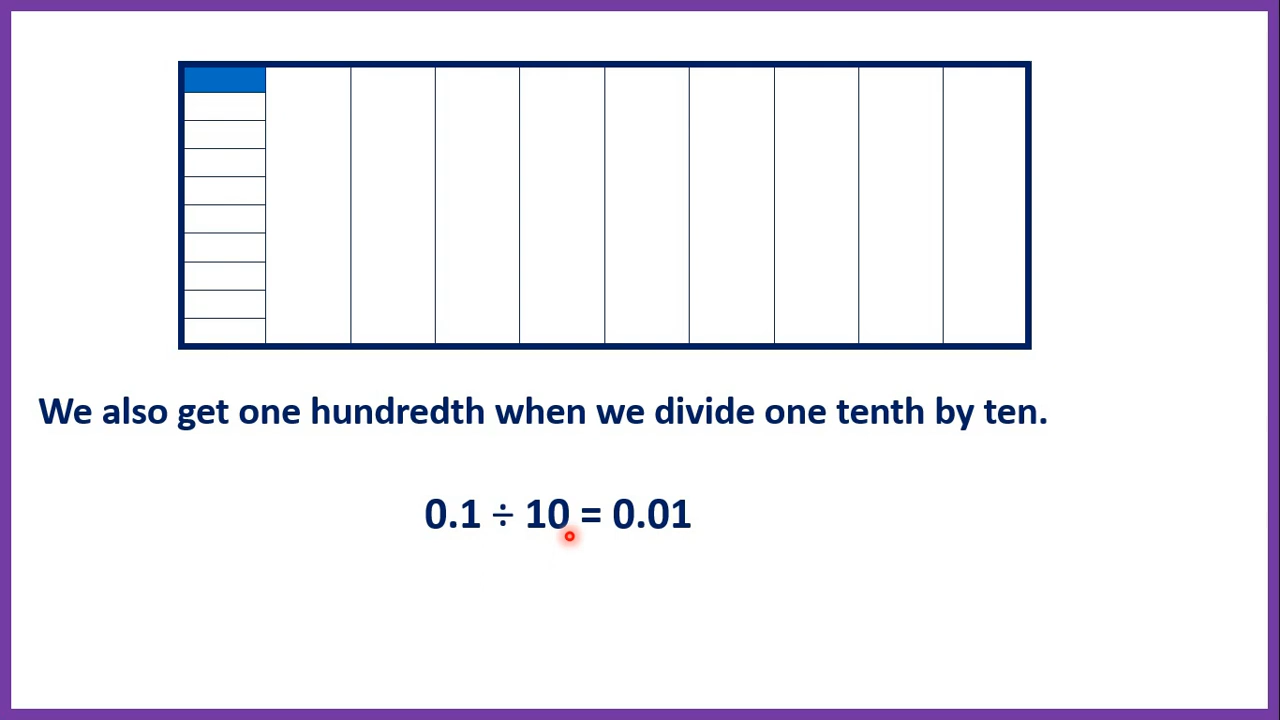 We also get one hundredth when we divide one tenth by ten.
0.1 ÷ 10 = 0.01